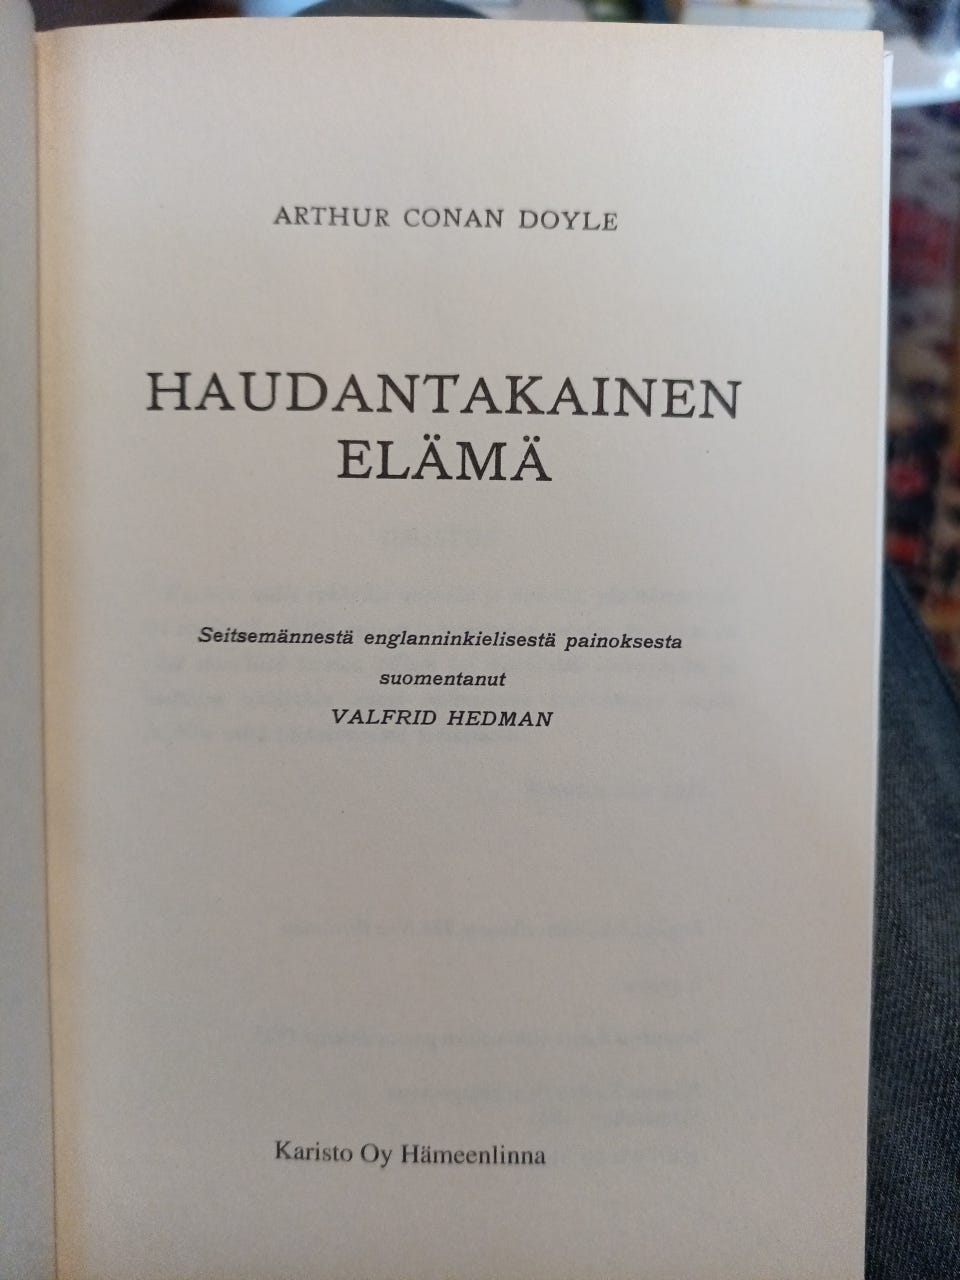 ARTHUR CONAN DOYLE
HAUDANTAKAINEN
ELÄMÄ
Seitsemännestä englanninkielisestä painoksesta
suomentanut
VALFRID HEDMAN
Karisto Oy Hämeenlinna